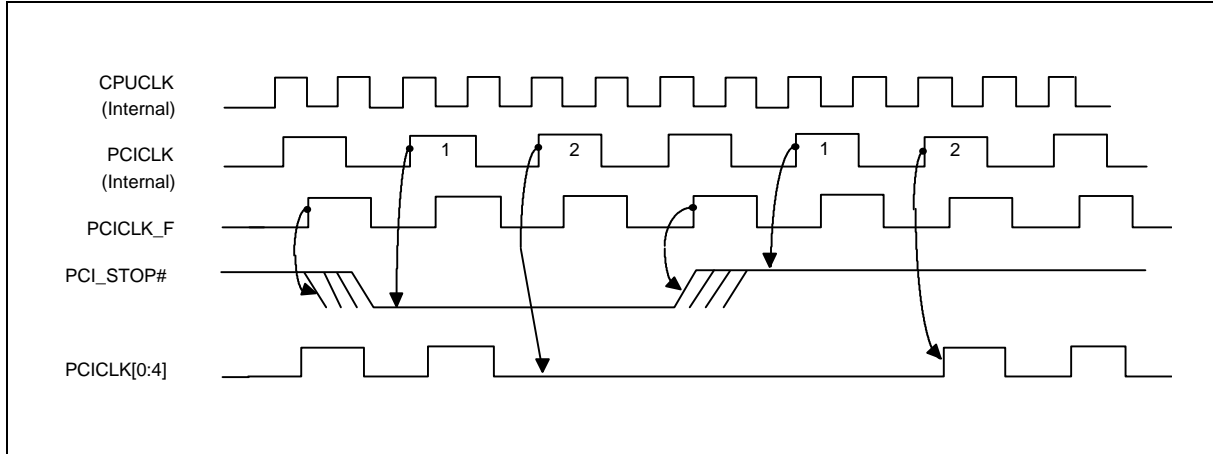 CPUCLK
(Internal)
PCICLK
(Internal)
1
2
1
2
PCICLK_F
PCI_STOP#
PCICLK[0:4]